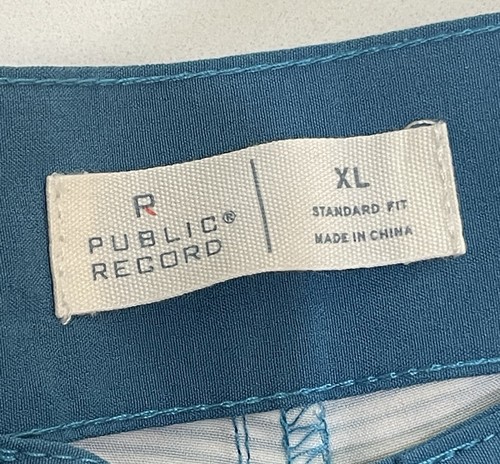 R
PUBLIC®
RECORD
XL
STANDARD FIT
MADE IN CHINA